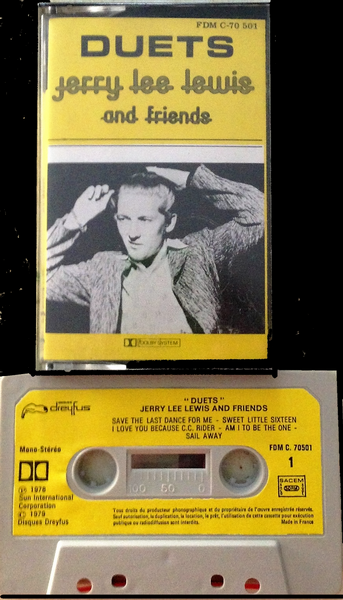 FDM C-70 501
DUETS
jerry lee lewis
and friends
DOLBY SYSTEM
dreyfus
"DUETS"
JERRY LEE LEWIS AND FRIENDS
SAVE THE LAST DANCE FOR ME - SWEET LITTLE SIXTEEN
I LOVE YOU BECAUSE C.C. RIDER - AM I TO BE THE ONE -
SAIL AWAY
Mono-Stéréo
FDM C. 70501
1
100 50 0
SACEM
℗ 1978
Sun International
Corporation
© 1979
Disques Dreyfus
Tous droits du producteur phonographique et du propriétaire de l'œuvre enregistrée réservés.
Sauf autorisation, la duplication, la location, le prêt, l'utilisation de cette cassette pour exécution
publique ou radiodiffusion sont interdits.
Made in France